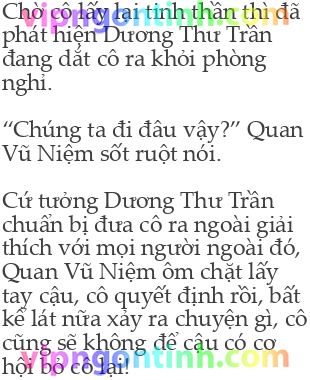 Chờ cô lấy lại tinh thần thì đã
phát hiện Dương Thư Trần
đang dắt cô ra khỏi phòng
nghỉ.
“Chúng ta đi đâu vậy?” Quan
Vũ Niệm sốt ruột nói.
Cứ tưởng Dương Thư Trần
chuẩn bị đưa cô ra ngoài giải
thích với mọi người ngoài đó,
Quan Vũ Niệm ôm chặt lấy
tay cậu, cô quyết định rồi, bất
kể lát nữa xảy ra chuyện gì, cô
cũng sẽ không để cậu có cơ
hội bỏ cô lại!
vipngontinh.com
vipngontinh.com